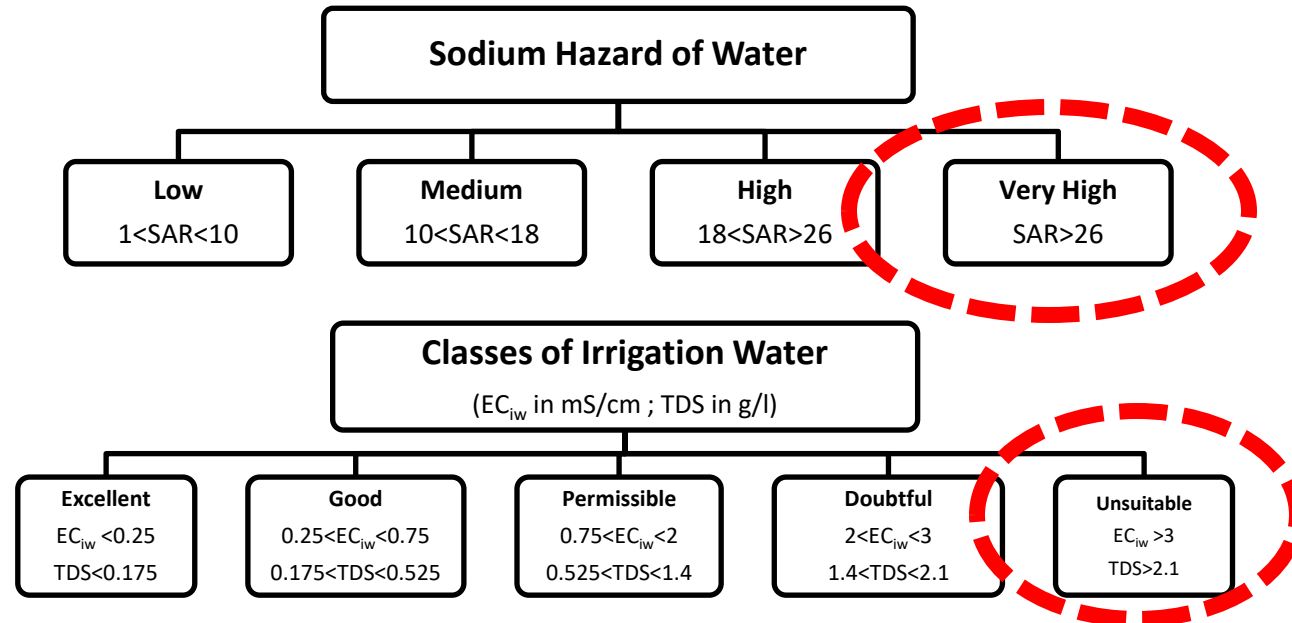 Sodium Hazard of Water
Low
1<SAR<10
Medium
10<SAR<18
High
18<SAR>26
Very High
SAR>26
Classes of Irrigation Water
(ECiw in mS/cm ; TDS in g/l)
Excellent
ECiw <0.25
TDS<0.175
Good
0.25<ECiw<0.75
0.175<TDS<0.525
Permissible
0.75<ECiw<2
0.525<TDS<1.4
Doubtful
2<ECiw<3
1.4<TDS<2.1
Unsuitable
ECiw >3
TDS>2.1